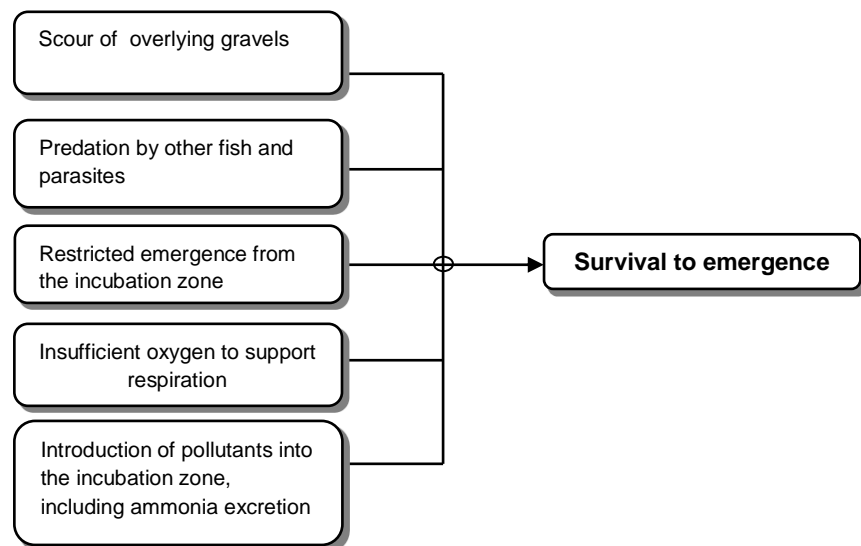 Scour of overlying gravels
Predation by other fish and
parasites
Restricted emergence from
the incubation zone
Survival to emergence
Insufficient oxygen to support
respiration
Introduction of pollutants into
the incubation zone,
including ammonia excretion